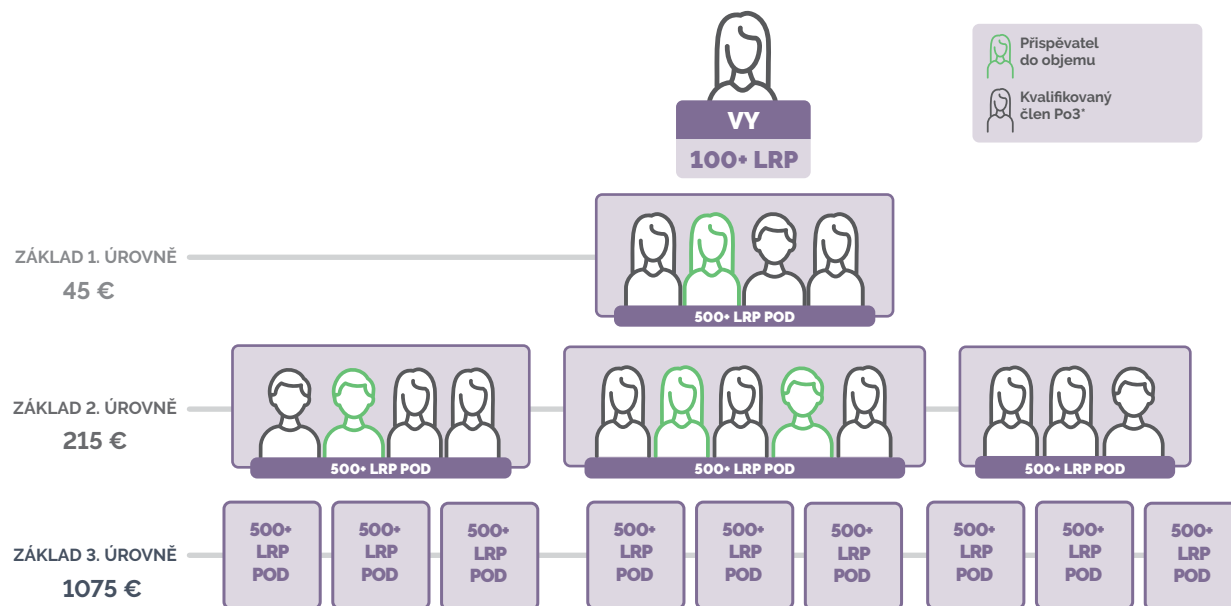 Přispěvatel
do objemu
Kvalifikovaný
člen Po3*
VY
100+ LRP
ZÁKLAD 1. ÚROVNĚ
45 €
500+ LRP POD
ZÁKLAD 2. ÚROVNĚ
215 €
500+ LRP POD
500+ LRP POD
500+ LRP POD
ZÁKLAD 3. ÚROVNĚ
1075 €
500+
LRP
POD
500+
LRP
POD
500+
LRP
POD
500+
LRP
POD
500+
LRP
POD
500+
LRP
POD
500+
LRP
POD
500+
LRP
POD
500+
LRP
POD